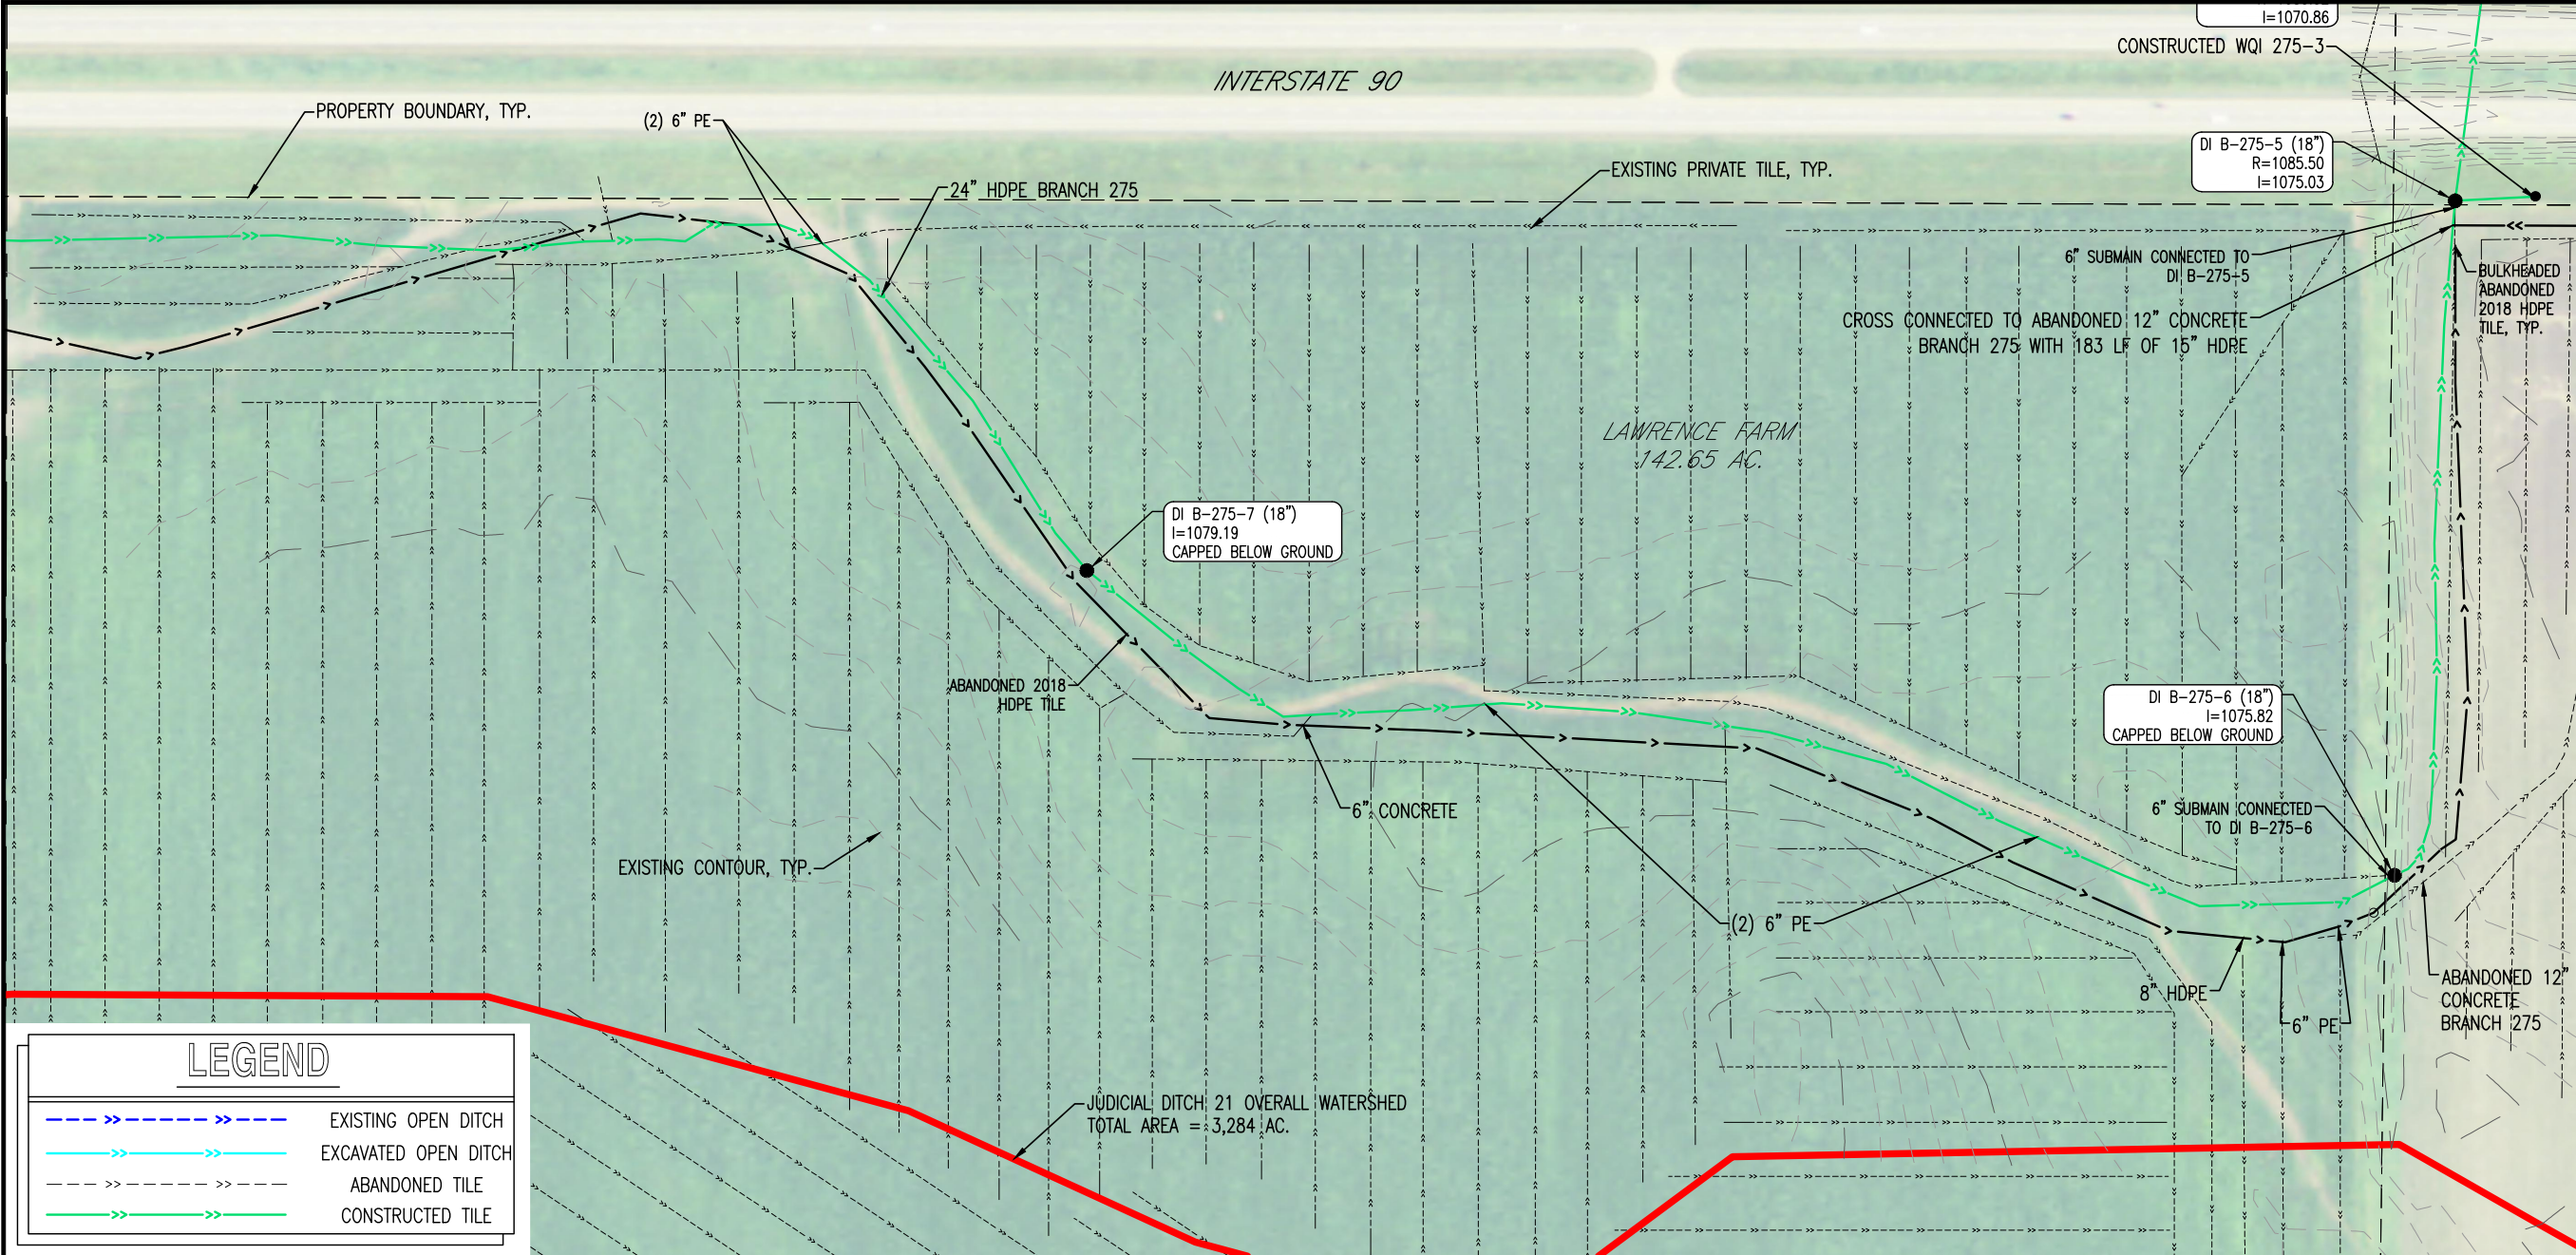 I=1070.86
CONSTRUCTED WQI 275-3
INTERSTATE 90
PROPERTY BOUNDARY, TYP.
(2) 6" PE
DI B-275-5 (18")
R=1085.50
I=1075.03
EXISTING PRIVATE TILE, TYP.
24" HDPE BRANCH 275
6" SUBMAIN CONNECTED TO
DI B-275-5
BULKHEADED
ABANDONED
2018 HDPE
TILE, TYP.
CROSS CONNECTED TO ABANDONED 12" CONCRETE
BRANCH 275 WITH 183 LF OF 15" HDPE
LAWRENCE FARM
142.65 AC.
DI B-275-7 (18")
I=1079.19
CAPPED BELOW GROUND
ABANDONED 2018
HDPE TILE
DI B-275-6 (18")
I=1075.82
CAPPED BELOW GROUND
6" CONCRETE
6" SUBMAIN CONNECTED
TO DI B-275-6
EXISTING CONTOUR, TYP.
(2) 6" PE
8" HDPE
6" PE
ABANDONED 12"
CONCRETE
BRANCH 275
JUDICIAL DITCH 21 OVERALL WATERSHED
TOTAL AREA = 3,284 AC.
LEGEND
EXISTING OPEN DITCH
EXCAVATED OPEN DITCH
ABANDONED TILE
CONSTRUCTED TILE